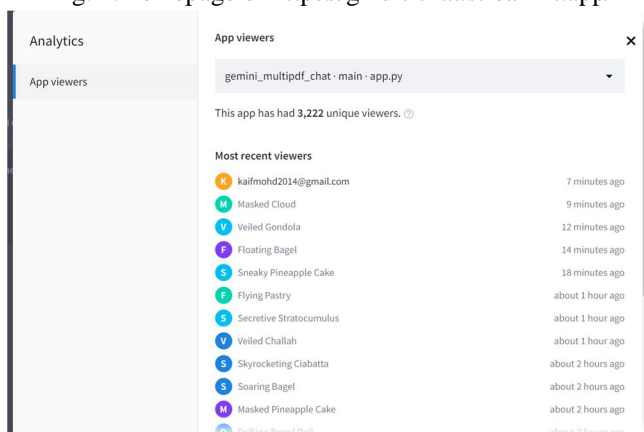 Analytics
App viewers
App viewers
gemini_multipdf_chat · main · app.py
This app has had 3,222 unique viewers.
Most recent viewers
K kaifmohd2014@gmail.com 7 minutes ago
M Masked Cloud 9 minutes ago
V Veiled Gondola 12 minutes ago
F Floating Bagel 14 minutes ago
S Sneaky Pineapple Cake 18 minutes ago
F Flying Pastry about 1 hour ago
S Secretive Stratocumulus about 1 hour ago
V Veiled Challah about 1 hour ago
S Skyrocketing Ciabatta about 2 hours ago
S Soaring Bagel about 2 hours ago
M Masked Pineapple Cake about 2 hours ago